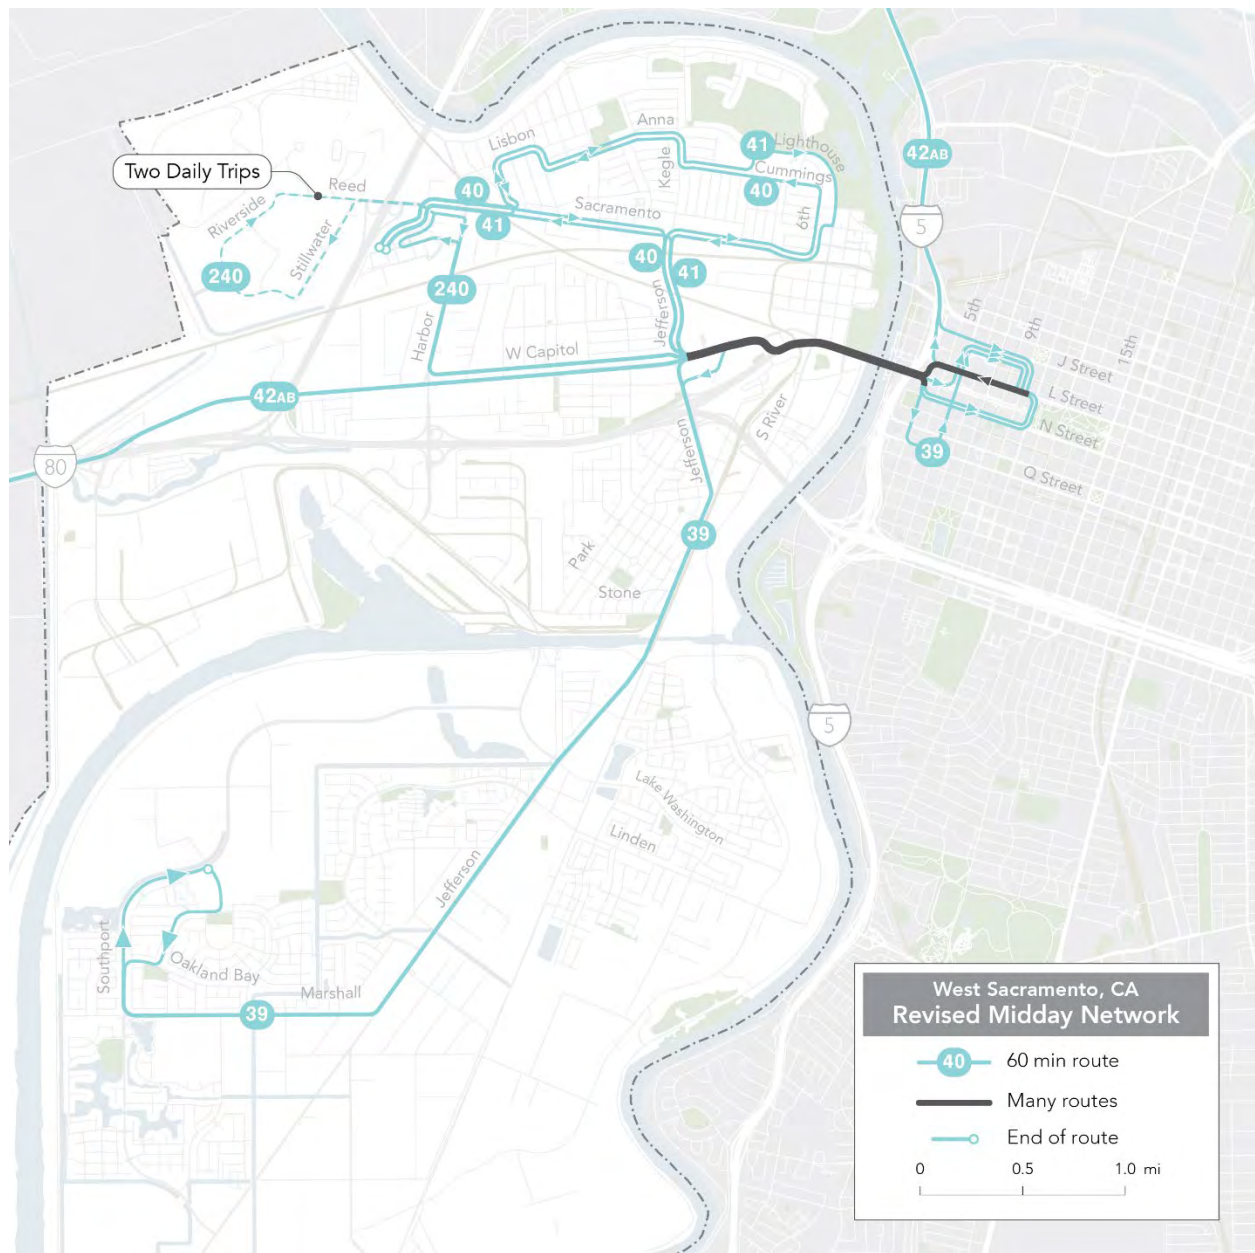 Lisbon
Anna
41
Lighthouse
42AB
Two Daily Trips
Reed
40
Kegle
Cummings
40
Riverside
Sacramento
6th
5
41
Stillwater
40
41
240
240
Jefferson
5th
9th
15th
Harbor
W Capitol
J Street
L Street
42AB
N Street
S River
39
80
Jefferson
Q Street
39
Park
Stone
5
Lake Washington
Linden
Jefferson
Southport
Oakland Bay
Marshall
39
West Sacramento, CA
Revised Midday Network
40 60 min route
Many routes
End of route
0 0.5 1.0 mi